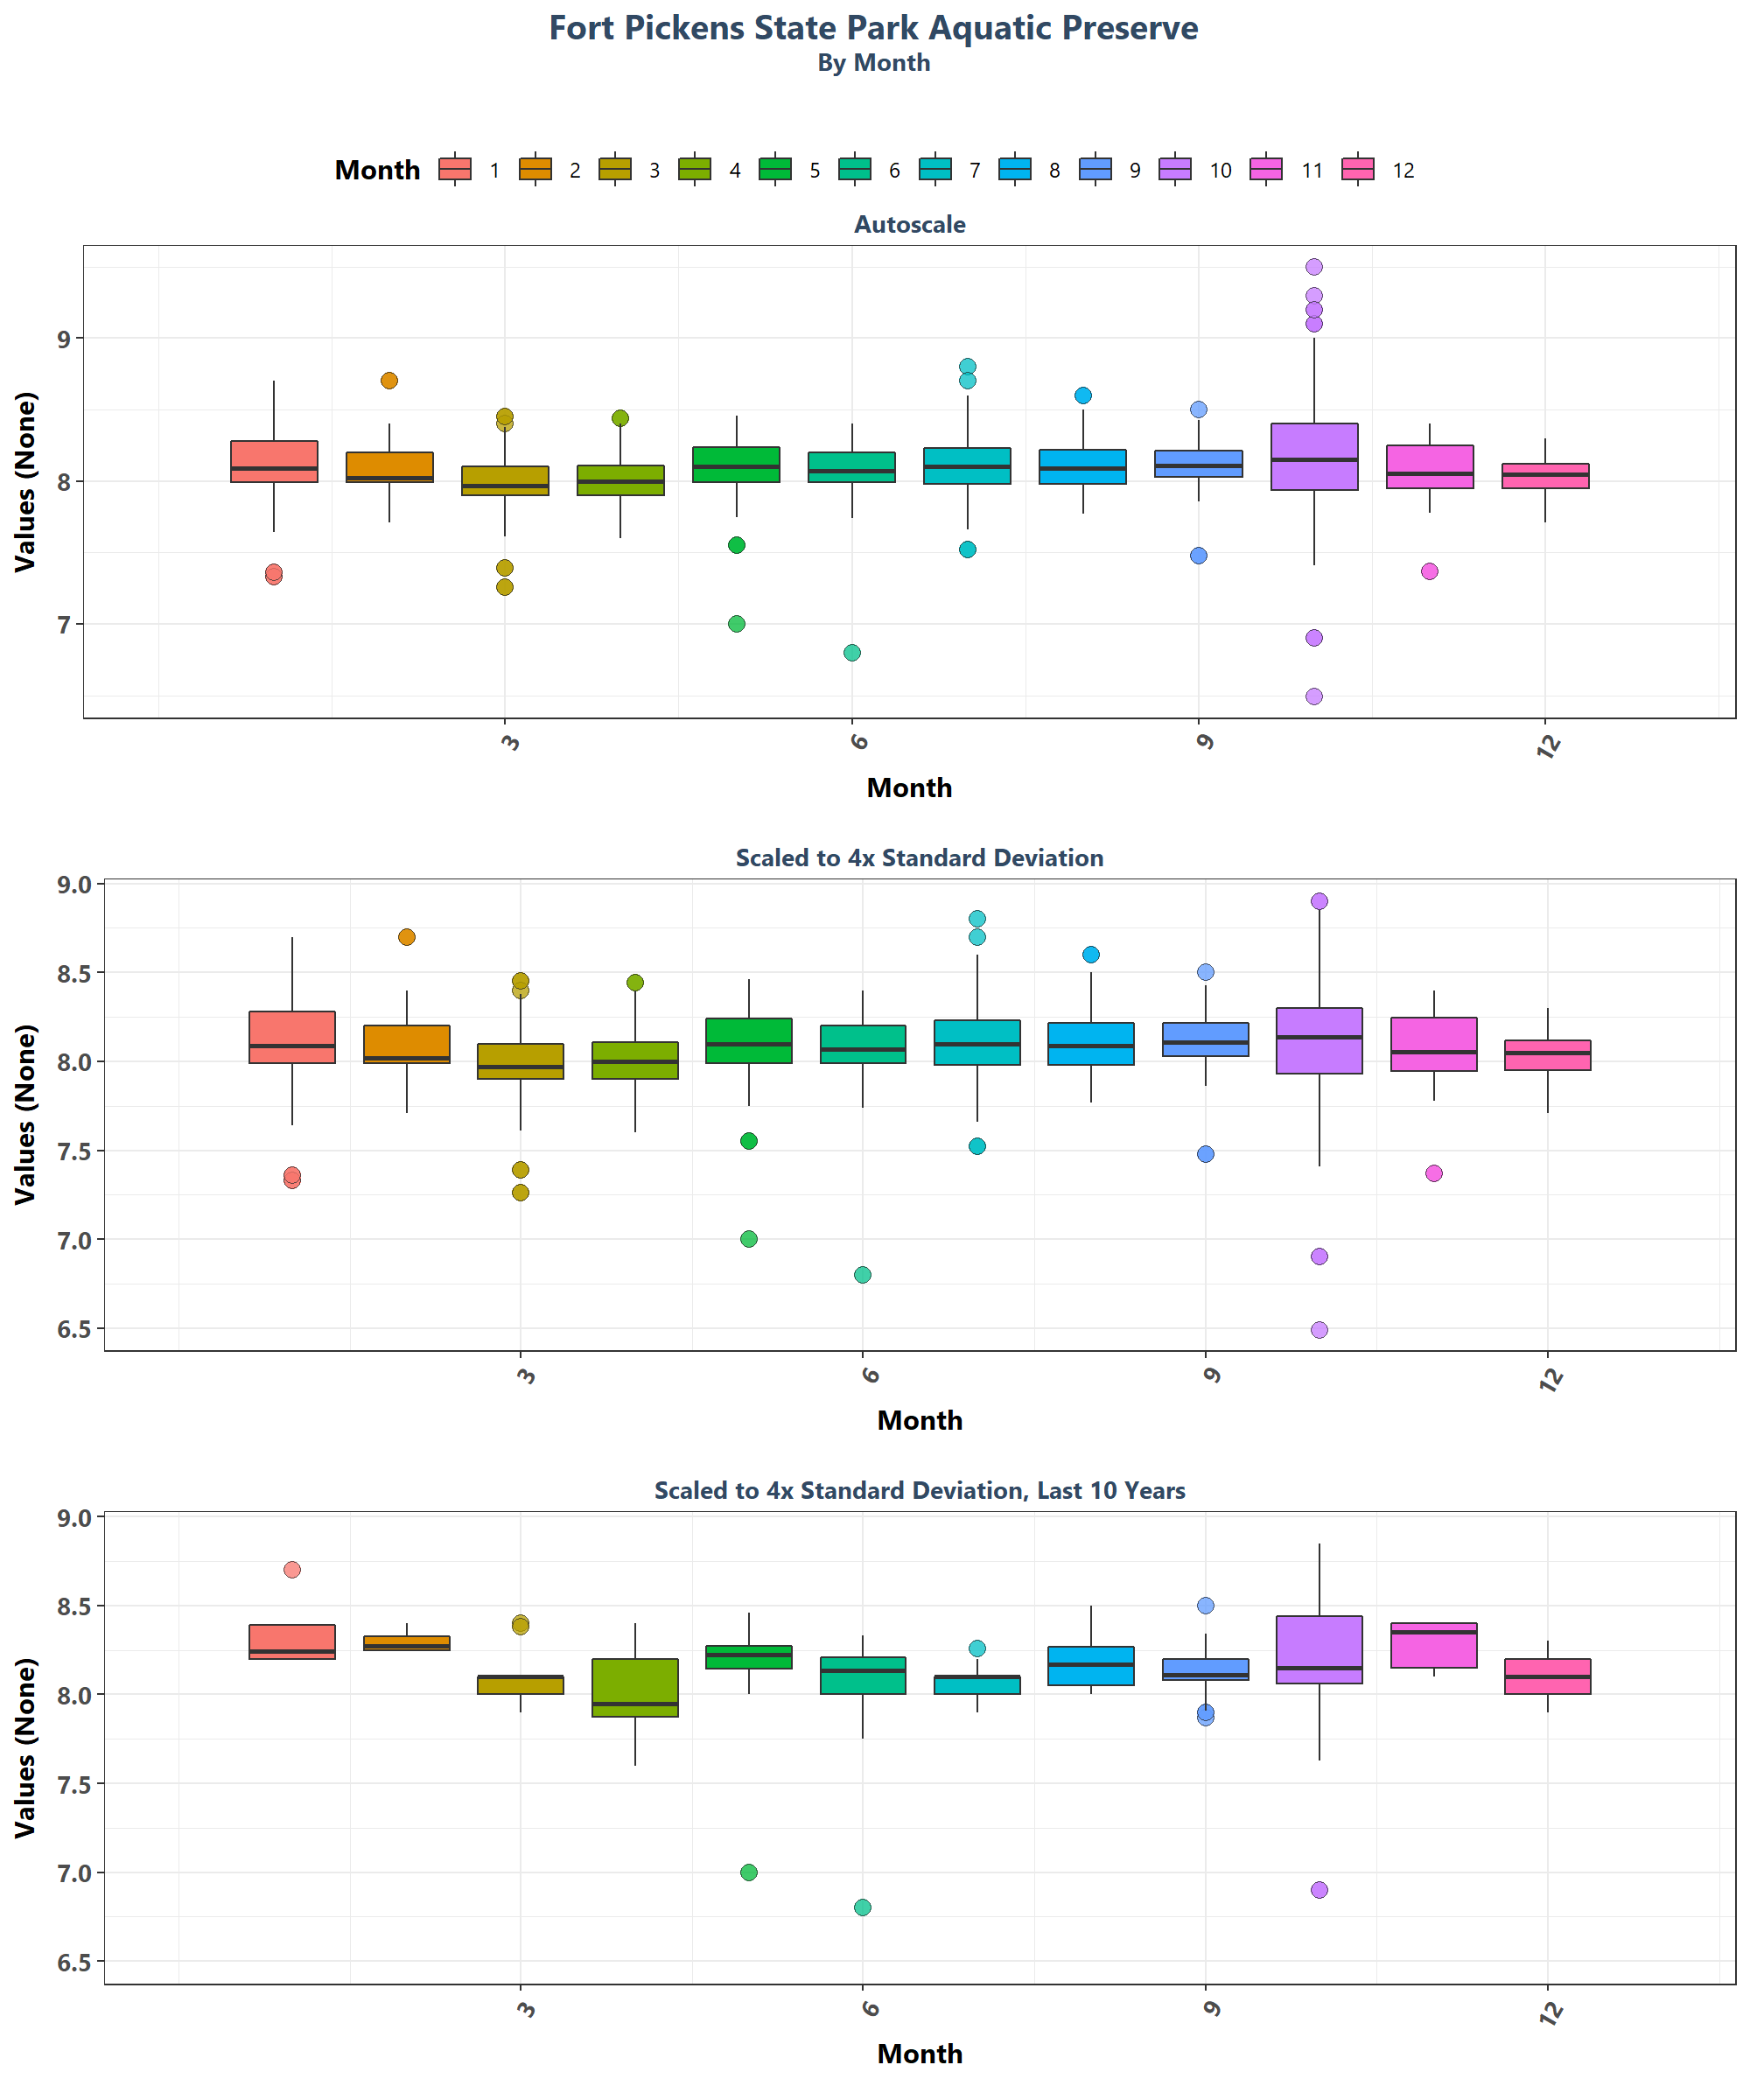 Fort Pickens State Park Aquatic Preserve
By Month
Month 1 2 3 4 5 6 7 8 9 10 11 12
Autoscale
Values (None)
9
8
7
3 6 9 12
Month
Scaled to 4x Standard Deviation
Values (None)
9.0
8.5
8.0
7.5
7.0
6.5
3 6 9 12
Month
Scaled to 4x Standard Deviation, Last 10 Years
Values (None)
9.0
8.5
8.0
7.5
7.0
6.5
3 6 9 12
Month